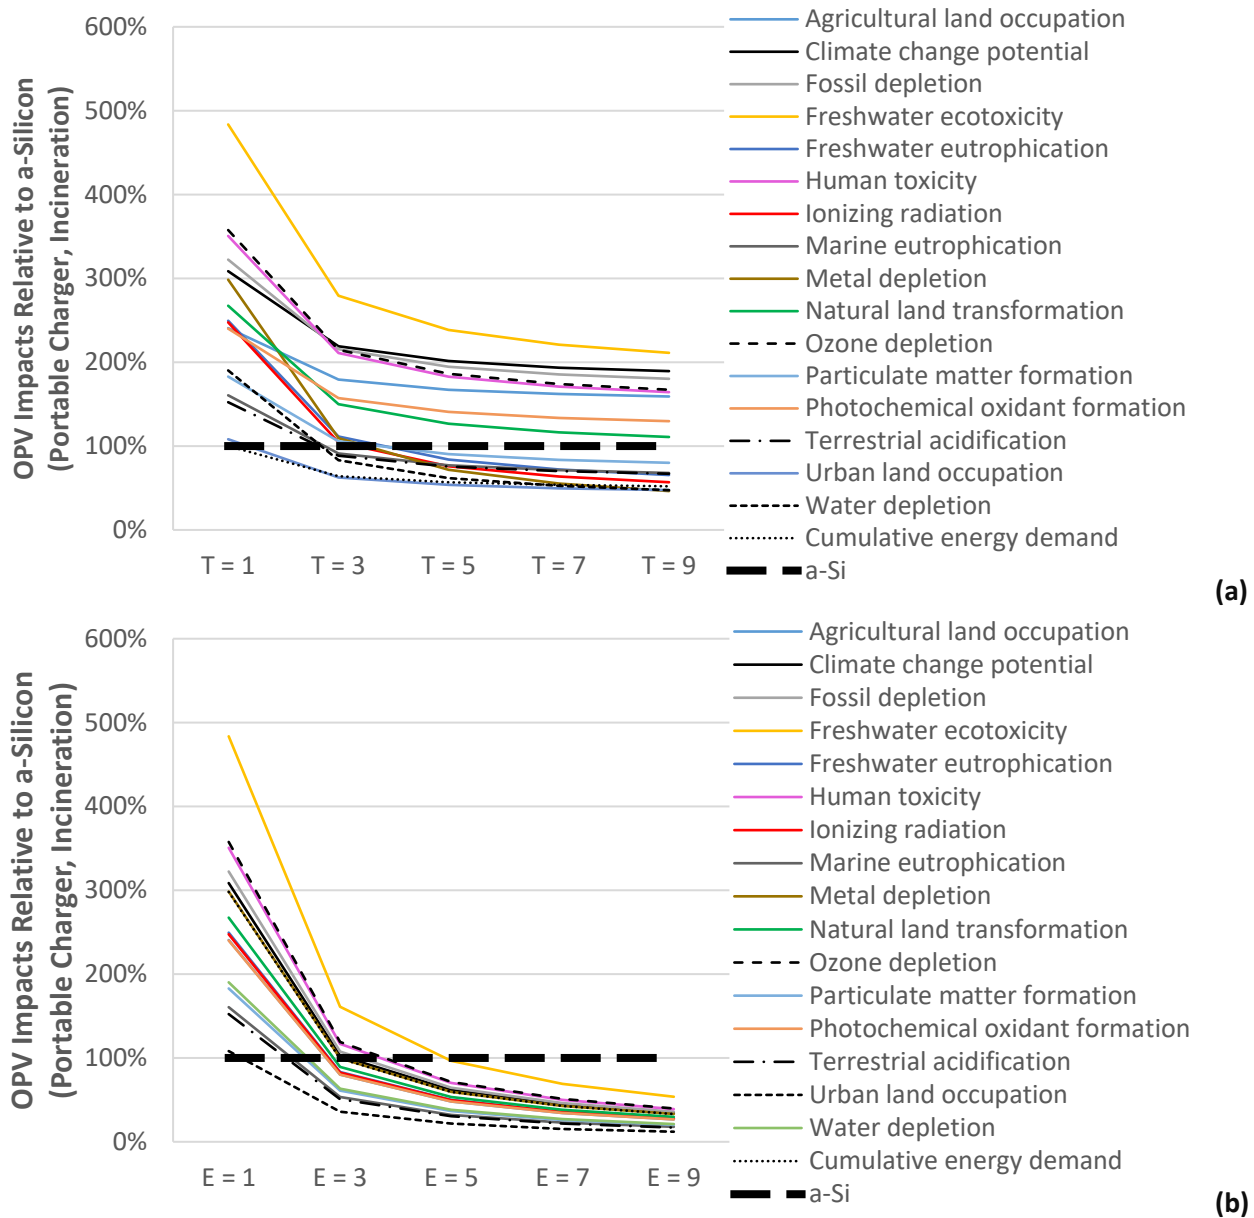 OPV Impacts Relative to a-Silicon
(Portable Charger, Incineration)
600%
500%
400%
300%
200%
100%
0%
T = 1
T = 3
T = 5
T = 7
T = 9
Agricultural land occupation
Climate change potential
Fossil depletion
Freshwater ecotoxicity
Freshwater eutrophication
Human toxicity
Ionizing radiation
Marine eutrophication
Metal depletion
Natural land transformation
Ozone depletion
Particulate matter formation
Photochemical oxidant formation
Terrestrial acidification
Urban land occupation
Water depletion
Cumulative energy demand
a-Si
(a)
OPV Impacts Relative to a-Silicon
(Portable Charger, Incineration)
600%
500%
400%
300%
200%
100%
0%
E = 1
E = 3
E = 5
E = 7
E = 9
Agricultural land occupation
Climate change potential
Fossil depletion
Freshwater ecotoxicity
Freshwater eutrophication
Human toxicity
Ionizing radiation
Marine eutrophication
Metal depletion
Natural land transformation
Ozone depletion
Particulate matter formation
Photochemical oxidant formation
Terrestrial acidification
Urban land occupation
Water depletion
Cumulative energy demand
a-Si
(b)